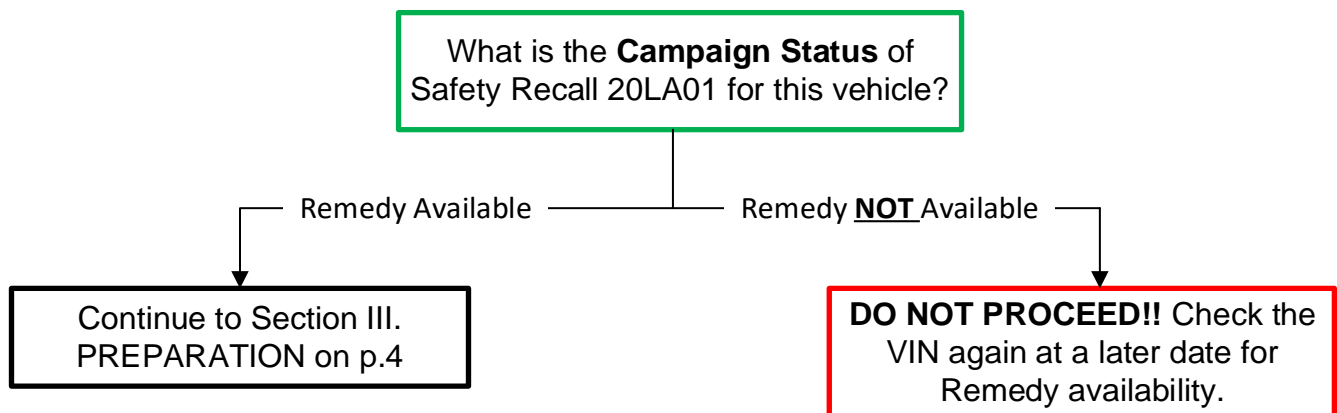 What is the Campaign Status of
Safety Recall 20LA01 for this vehicle?
Remedy Available
Remedy NOT Available
Continue to Section III.
PREPARATION on p.4
DO NOT PROCEED!! Check the
VIN again at a later date for
Remedy availability.